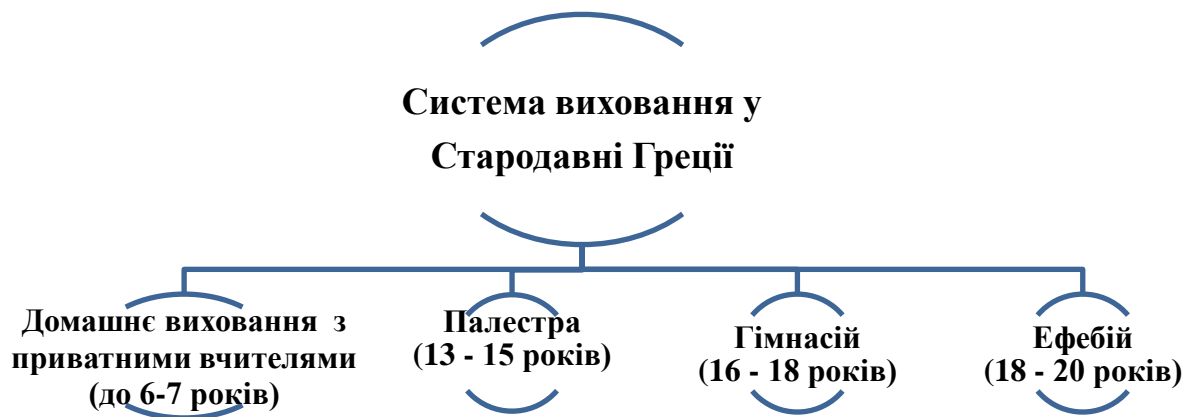 Система виховання у
Стародавні Греції
Домашнє виховання з
приватними вчителями
(до 6-7 років)
Палестра
(13 - 15 років)
Гімнасій
(16 - 18 років)
Ефебій
(18 - 20 років)